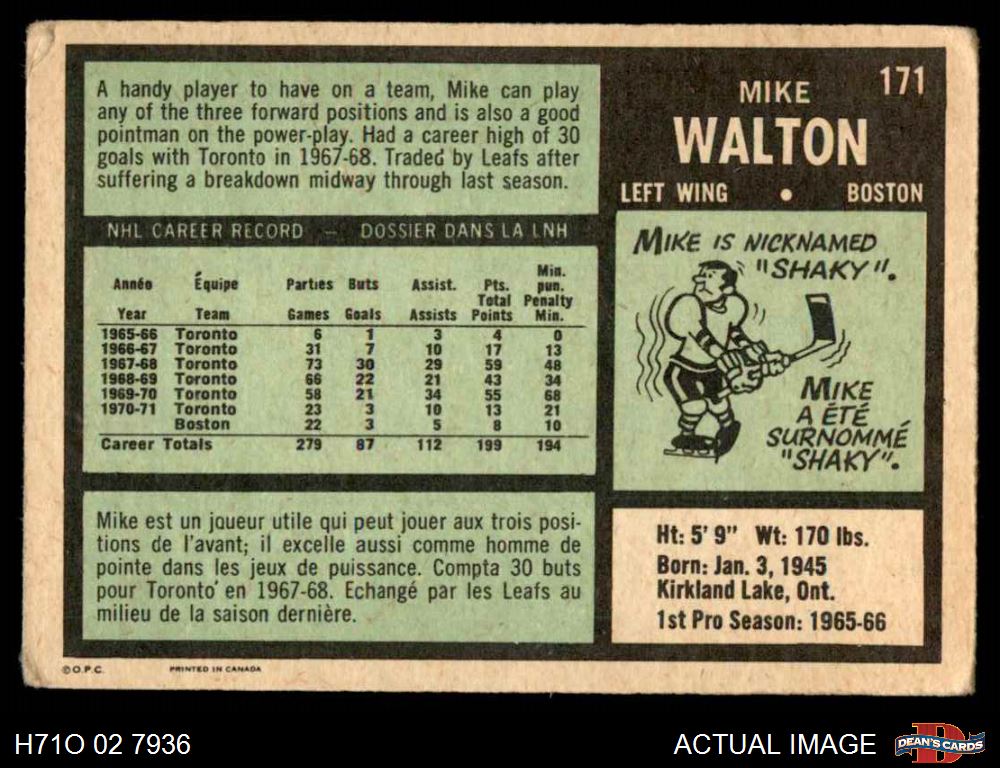 A handy player to have on a team, Mike can play
any of the three forward positions and is also a good
pointman on the power-play. Had a career high of 30
goals with Toronto in 1967-68. Traded by Leafs after
suffering a breakdown midway through last season.
NHL CAREER RECORD — DOSSIER DANS LA LNH
Année Équipe Parties Buts Assist. Pts. Min. pun.
Year Team Games Goals Assists Total Points Penalty Min.
1965-66 Toronto 6 1 3 4 0
1966-67 Toronto 31 7 10 17 13
1967-68 Toronto 73 30 29 59 48
1968-69 Toronto 66 22 21 43 34
1969-70 Toronto 58 21 34 55 68
1970-71 Toronto 23 3 10 13 21
Boston 22 3 5 8 10
Career Totals 279 87 112 199 194
Mike est un joueur utile qui peut jouer aux trois posi-
tions de l'avant; il excelle aussi comme homme de
pointe dans les jeux de puissance. Compta 30 buts
pour Toronto en 1967-68. Echangé par les Leafs au
milieu de la saison dernière.
171
MIKE
WALTON
LEFT WING • BOSTON
MIKE IS NICKNAMED
"SHAKY".
MIKE
A ÉTÉ
SURNOMMÉ
"SHAKY".
Ht: 5' 9" Wt: 170 lbs.
Born: Jan. 3, 1945
Kirkland Lake, Ont.
1st Pro Season: 1965-66
© O.P.C. PRINTED IN CANADA
H71O 02 7936
ACTUAL IMAGE
D
DEAN'S CARDS